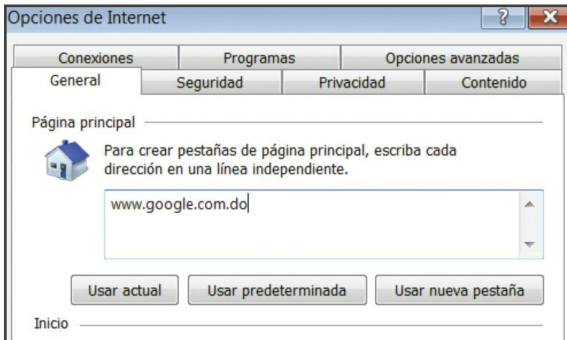 Opciones de Internet
Conexiones Programas Opciones avanzadas
General Seguridad Privacidad Contenido
Página principal
Para crear pestañas de página principal, escriba cada
dirección en una línea independiente.
www.google.com.do
Usar actual Usar predeterminada Usar nueva pestaña
Inicio